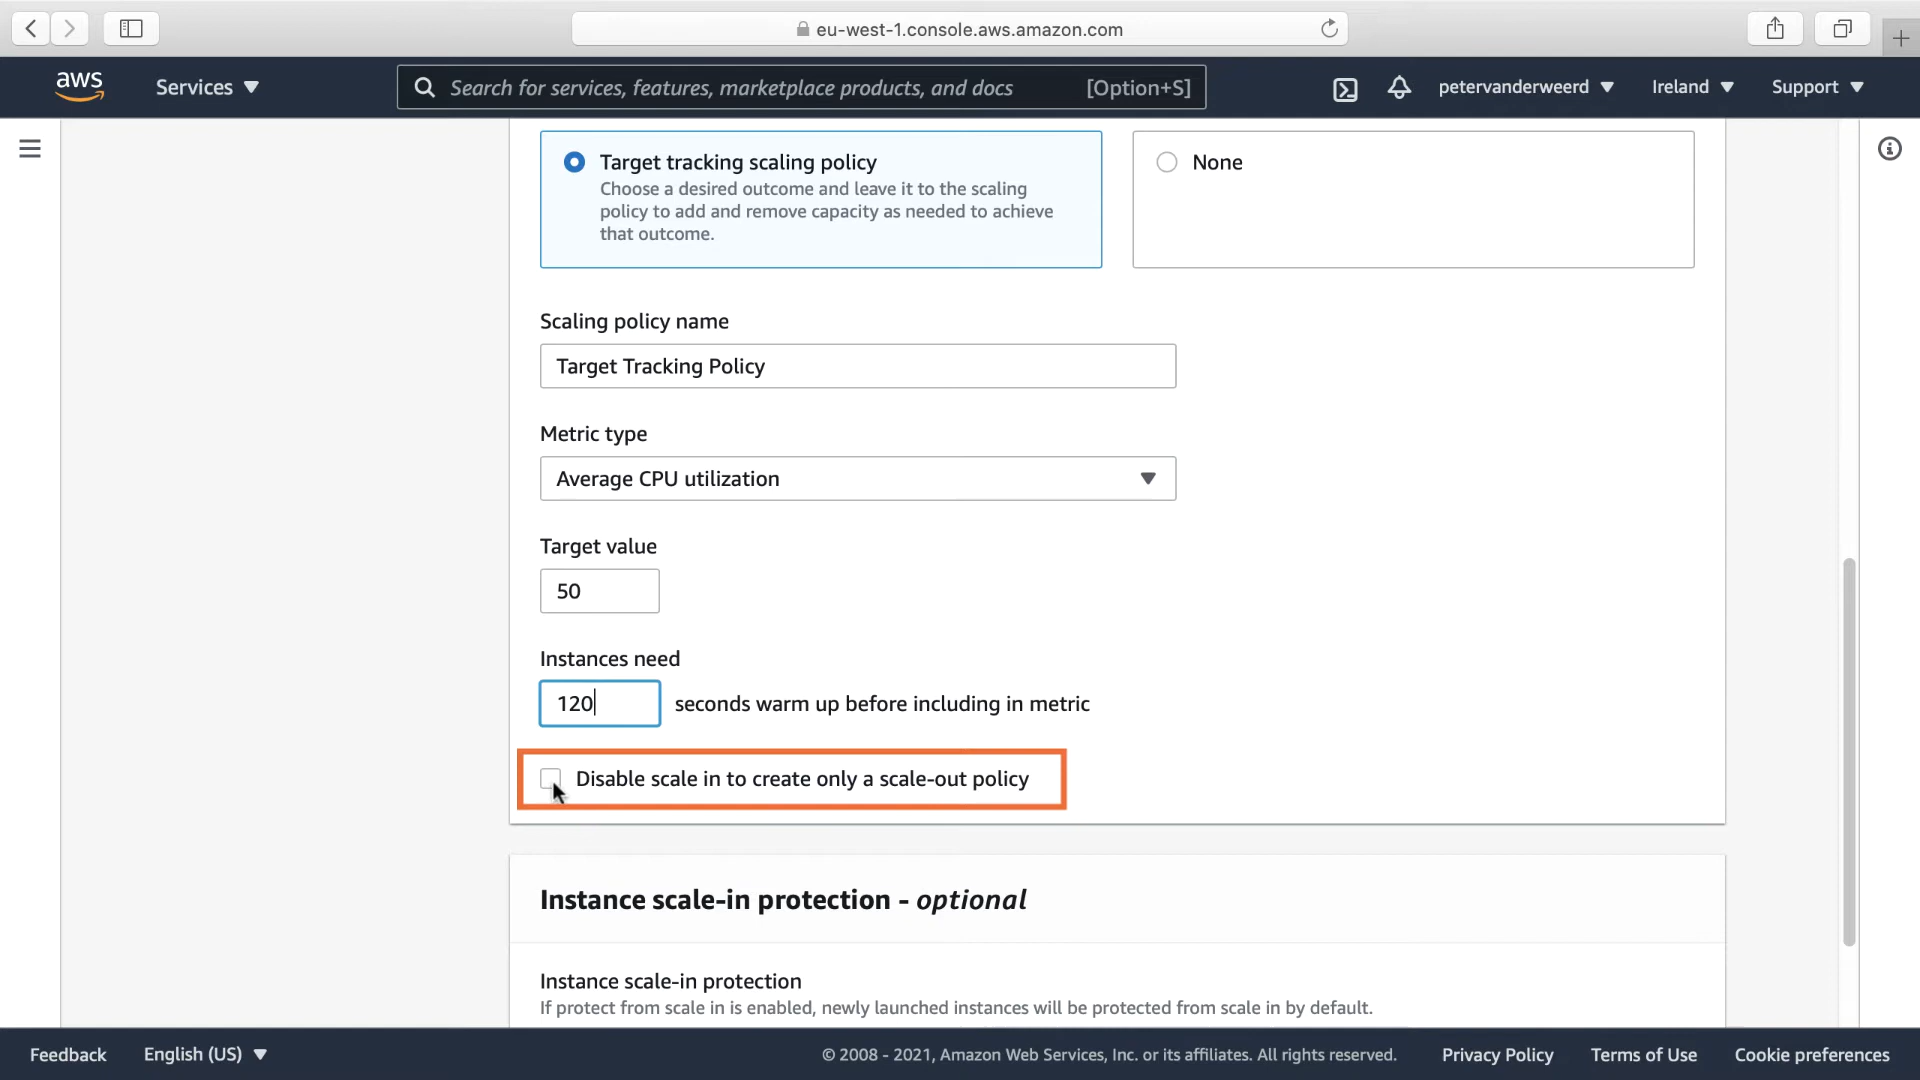 eu-west-1.console.aws.amazon.com
aws
Services
Search for services, features, marketplace products, and docs [Option+S]
petervanderweerd
Ireland
Support
Target tracking scaling policy
Choose a desired outcome and leave it to the scaling
policy to add and remove capacity as needed to achieve
that outcome.
None
Scaling policy name
Target Tracking Policy
Metric type
Average CPU utilization
Target value
50
Instances need
120 seconds warm up before including in metric
Disable scale in to create only a scale-out policy
Instance scale-in protection - optional
Instance scale-in protection
If protect from scale in is enabled, newly launched instances will be protected from scale in by default.
Feedback
English (US)
© 2008 - 2021, Amazon Web Services, Inc. or its affiliates. All rights reserved.
Privacy Policy
Terms of Use
Cookie preferences